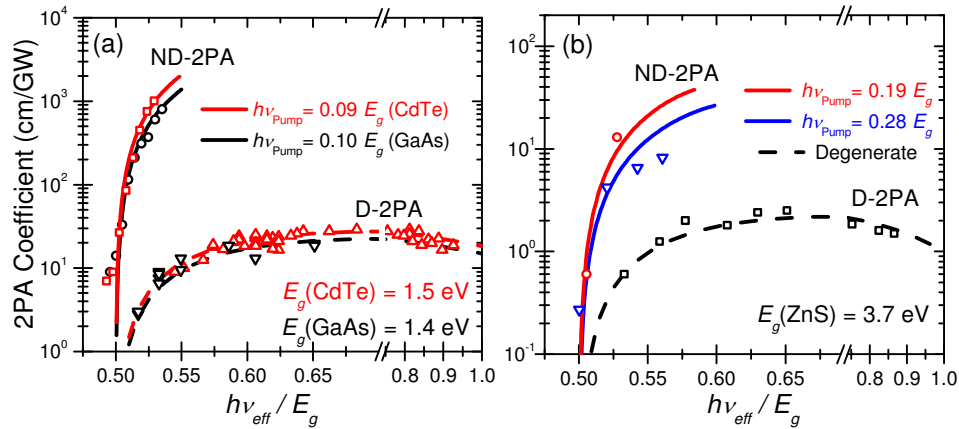 (a)
ND-2PA
hν_Pump = 0.09 E_g (CdTe)
hν_Pump = 0.10 E_g (GaAs)
D-2PA
E_g(CdTe) = 1.5 eV
E_g(GaAs) = 1.4 eV
2PA Coefficient (cm/GW)
10^4
10^3
10^2
10^1
10^0
0.50 0.55 0.60 0.65 0.8 0.9 1.0
hν_eff / E_g
(b)
ND-2PA
hν_Pump = 0.19 E_g
hν_Pump = 0.28 E_g
Degenerate
D-2PA
E_g(ZnS) = 3.7 eV
10^2
10^1
10^0
10^-1
0.50 0.55 0.60 0.65 0.8 0.9 1.0
hν_eff / E_g